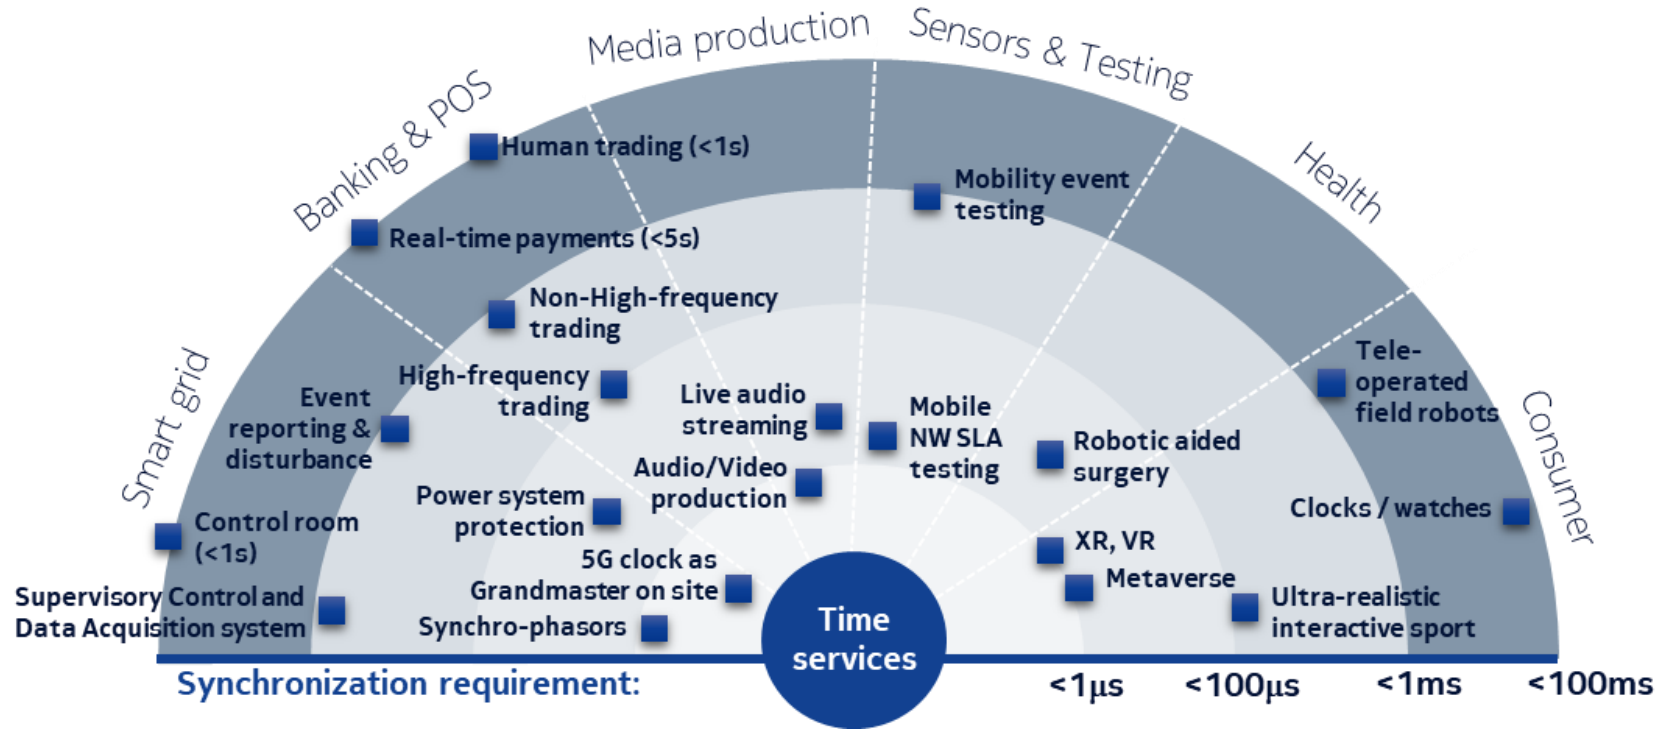 Media production
Sensors & Testing
Banking & POS
Health
Smart grid
Consumer
Human trading (<1s)
Real-time payments (<5s)
Non-High-frequency
trading
High-frequency
trading
Event
reporting &
disturbance
Control room
(<1s)
Supervisory Control and
Data Acquisition system
Power system
protection
5G clock as
Grandmaster on site
Synchro-phasors
Live audio
streaming
Audio/Video
production
Mobility event
testing
Mobile
NW SLA
testing
Robotic aided
surgery
Tele-
operated
field robots
Clocks / watches
XR, VR
Metaverse
Ultra-realistic
interactive sport
Time
services
Synchronization requirement:
<1μs
<100μs
<1ms
<100ms